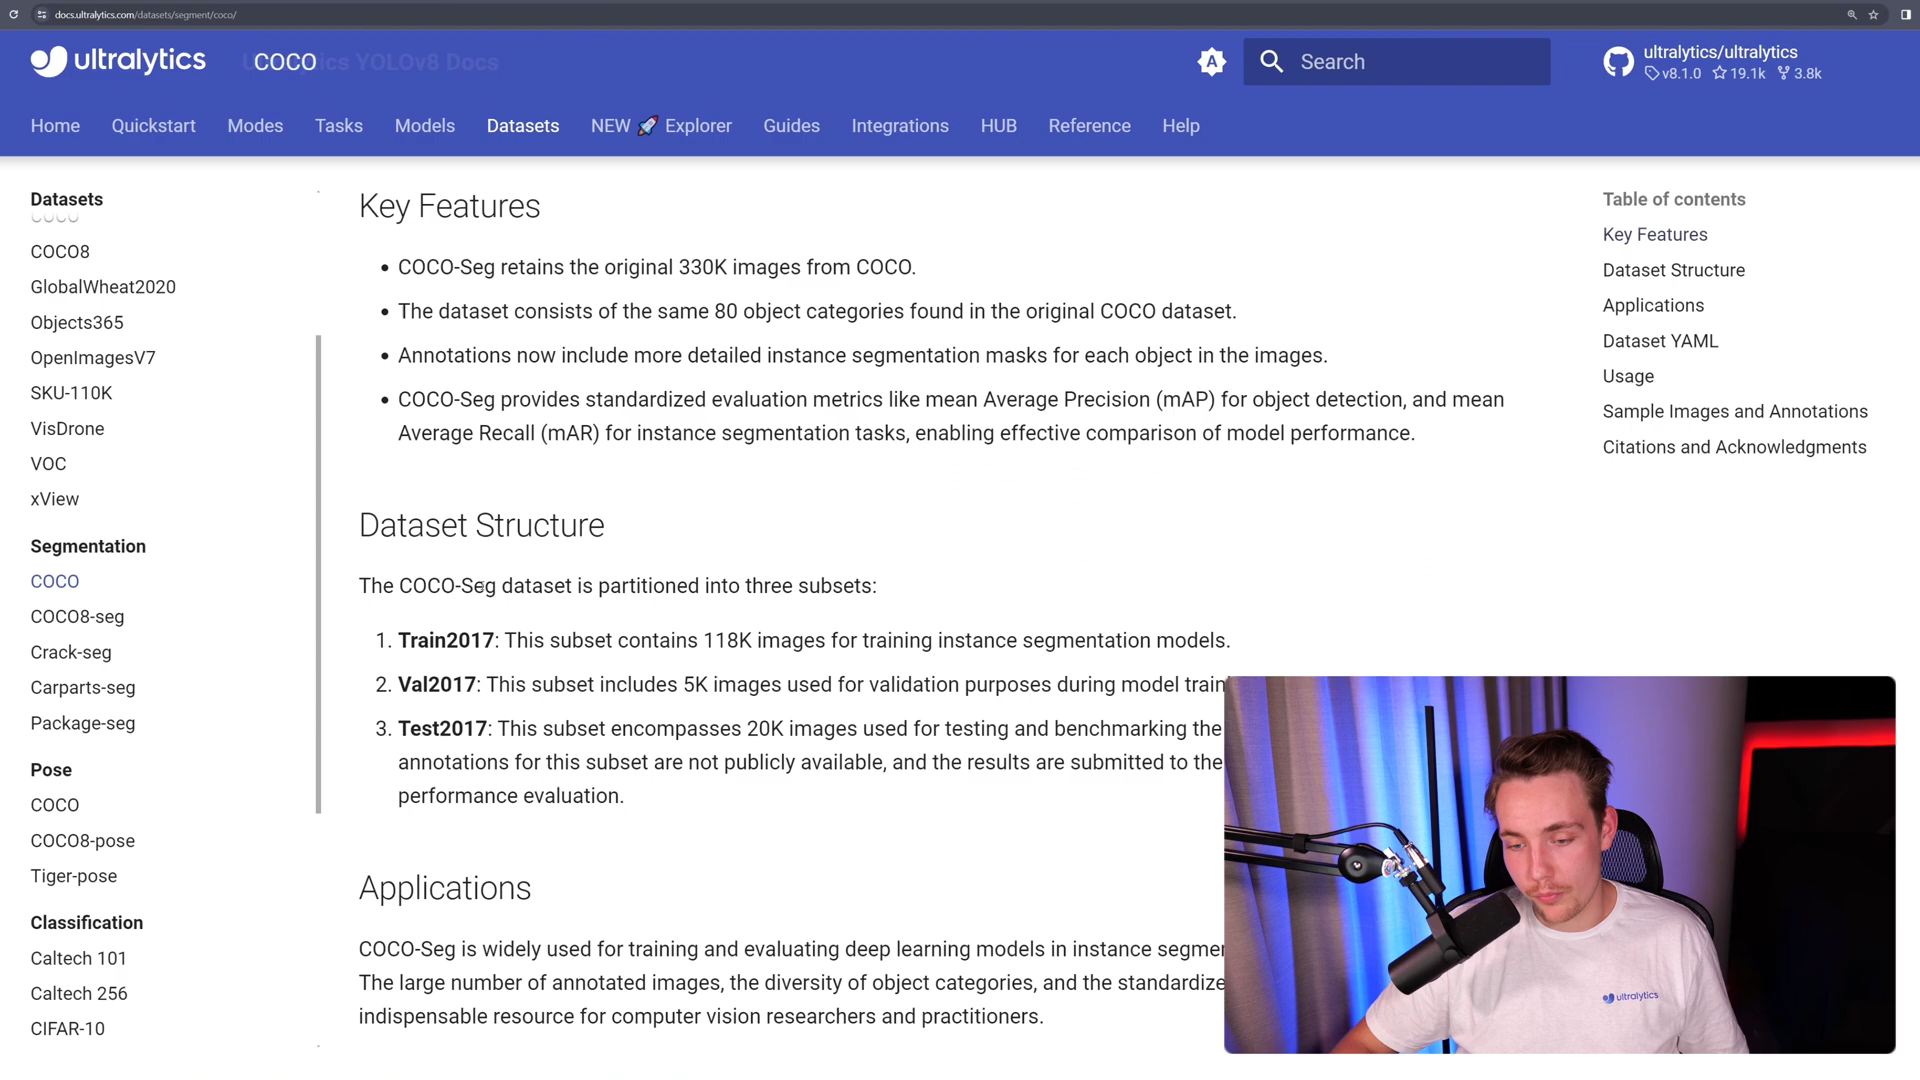 docs.ultralytics.com/datasets/segment/coco/
ultralytics
COCO
Ultralytics YOLOv8 Docs
Search
ultralytics/ultralytics
v8.1.0 19.1k 3.8k
Home Quickstart Modes Tasks Models Datasets NEW 🚀 Explorer Guides Integrations HUB Reference Help
Datasets
COCO
COCO8
GlobalWheat2020
Objects365
OpenImagesV7
SKU-110K
VisDrone
VOC
xView
Segmentation
COCO
COCO8-seg
Crack-seg
Carparts-seg
Package-seg
Pose
COCO
COCO8-pose
Tiger-pose
Classification
Caltech 101
Caltech 256
CIFAR-10
Key Features
• COCO-Seg retains the original 330K images from COCO.
• The dataset consists of the same 80 object categories found in the original COCO dataset.
• Annotations now include more detailed instance segmentation masks for each object in the images.
• COCO-Seg provides standardized evaluation metrics like mean Average Precision (mAP) for object detection, and mean
Average Recall (mAR) for instance segmentation tasks, enabling effective comparison of model performance.
Dataset Structure
The COCO-Seg dataset is partitioned into three subsets:
1. Train2017: This subset contains 118K images for training instance segmentation models.
2. Val2017: This subset includes 5K images used for validation purposes during model train
3. Test2017: This subset encompasses 20K images used for testing and benchmarking the
annotations for this subset are not publicly available, and the results are submitted to the
performance evaluation.
Applications
COCO-Seg is widely used for training and evaluating deep learning models in instance segmen
The large number of annotated images, the diversity of object categories, and the standardize
indispensable resource for computer vision researchers and practitioners.
Table of contents
Key Features
Dataset Structure
Applications
Dataset YAML
Usage
Sample Images and Annotations
Citations and Acknowledgments
ultralytics